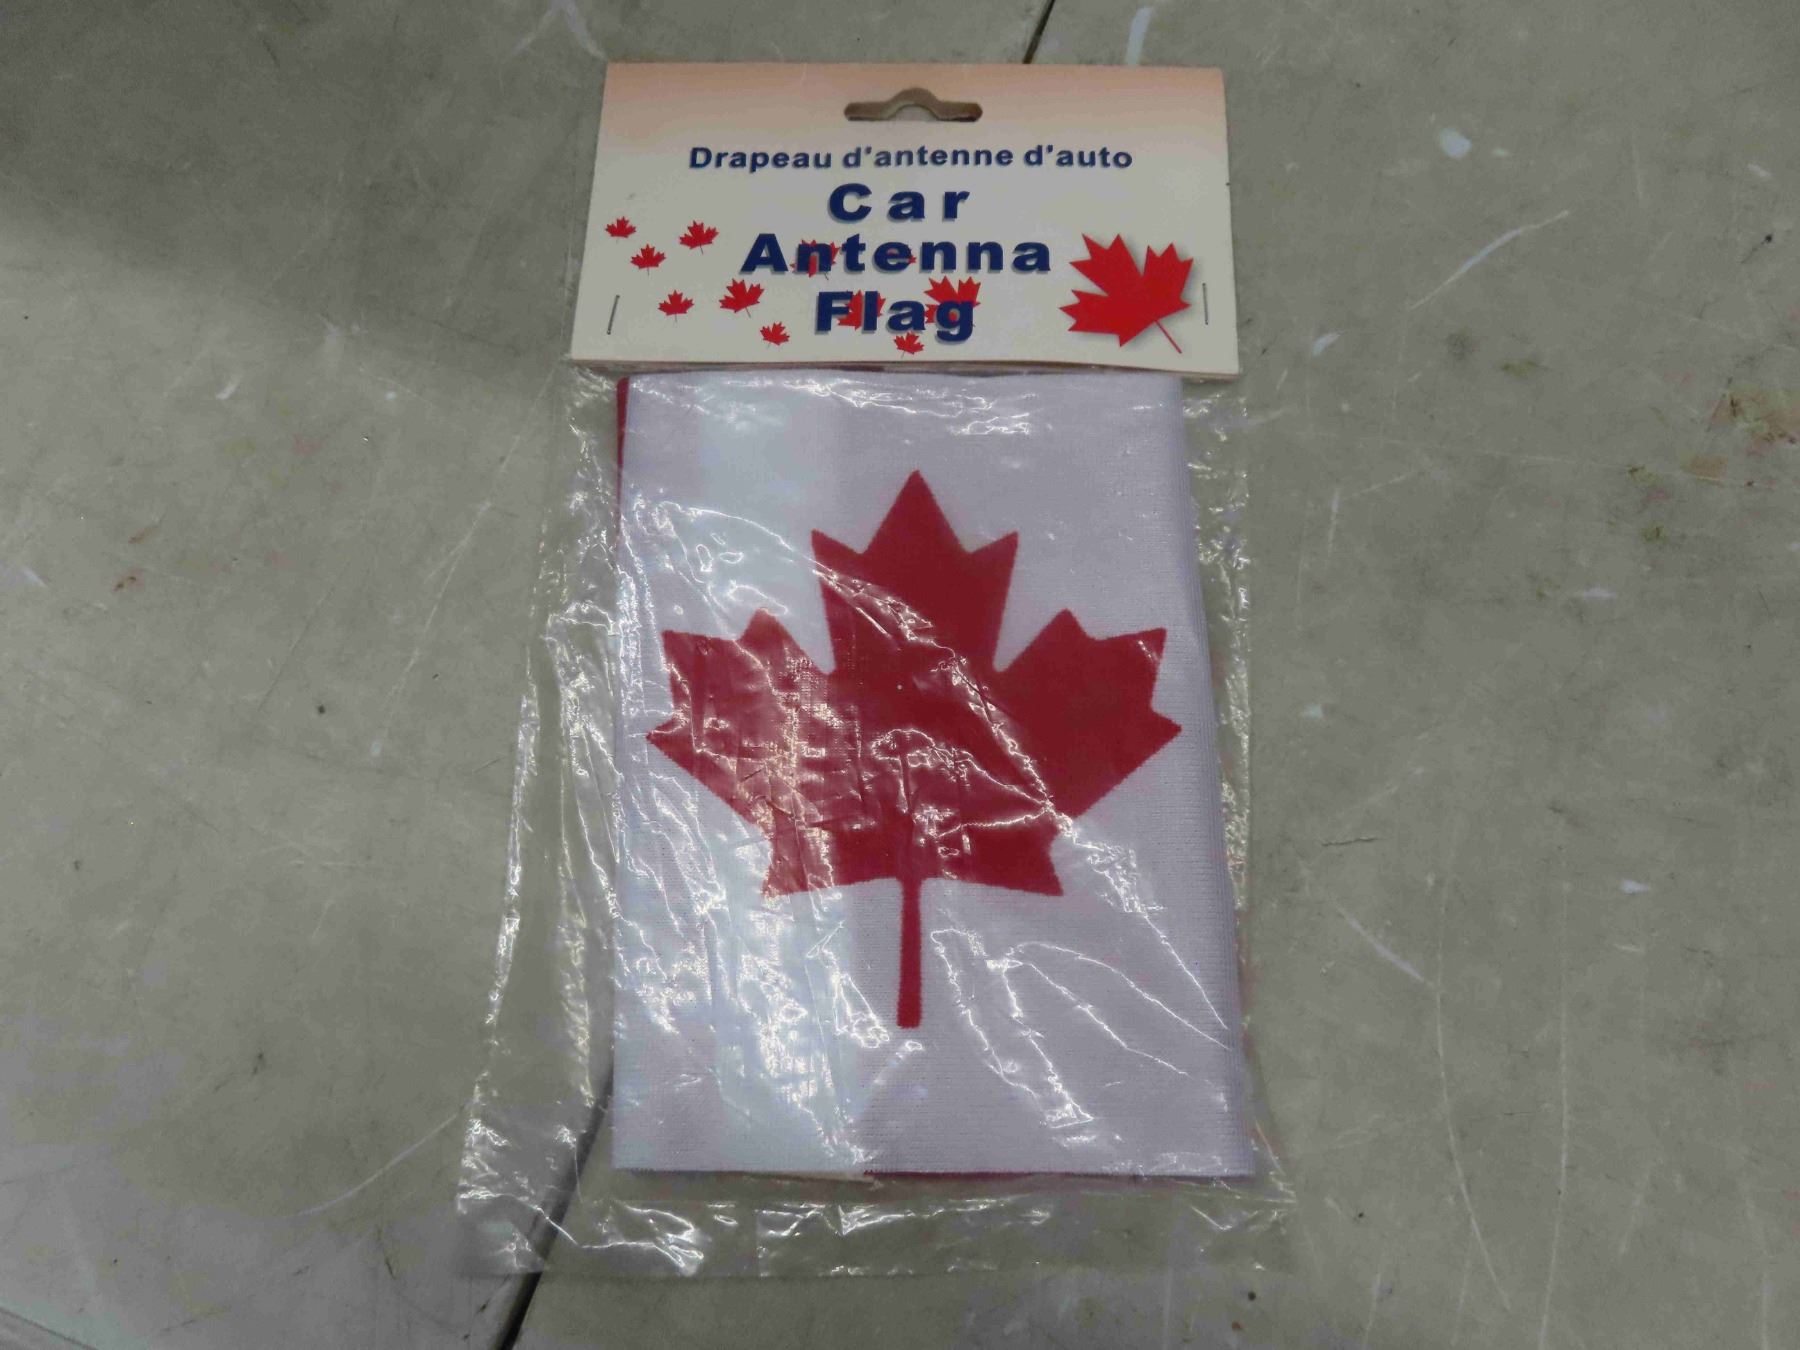 Drapeau d'antenne d'auto
Car
Antenna
Flag